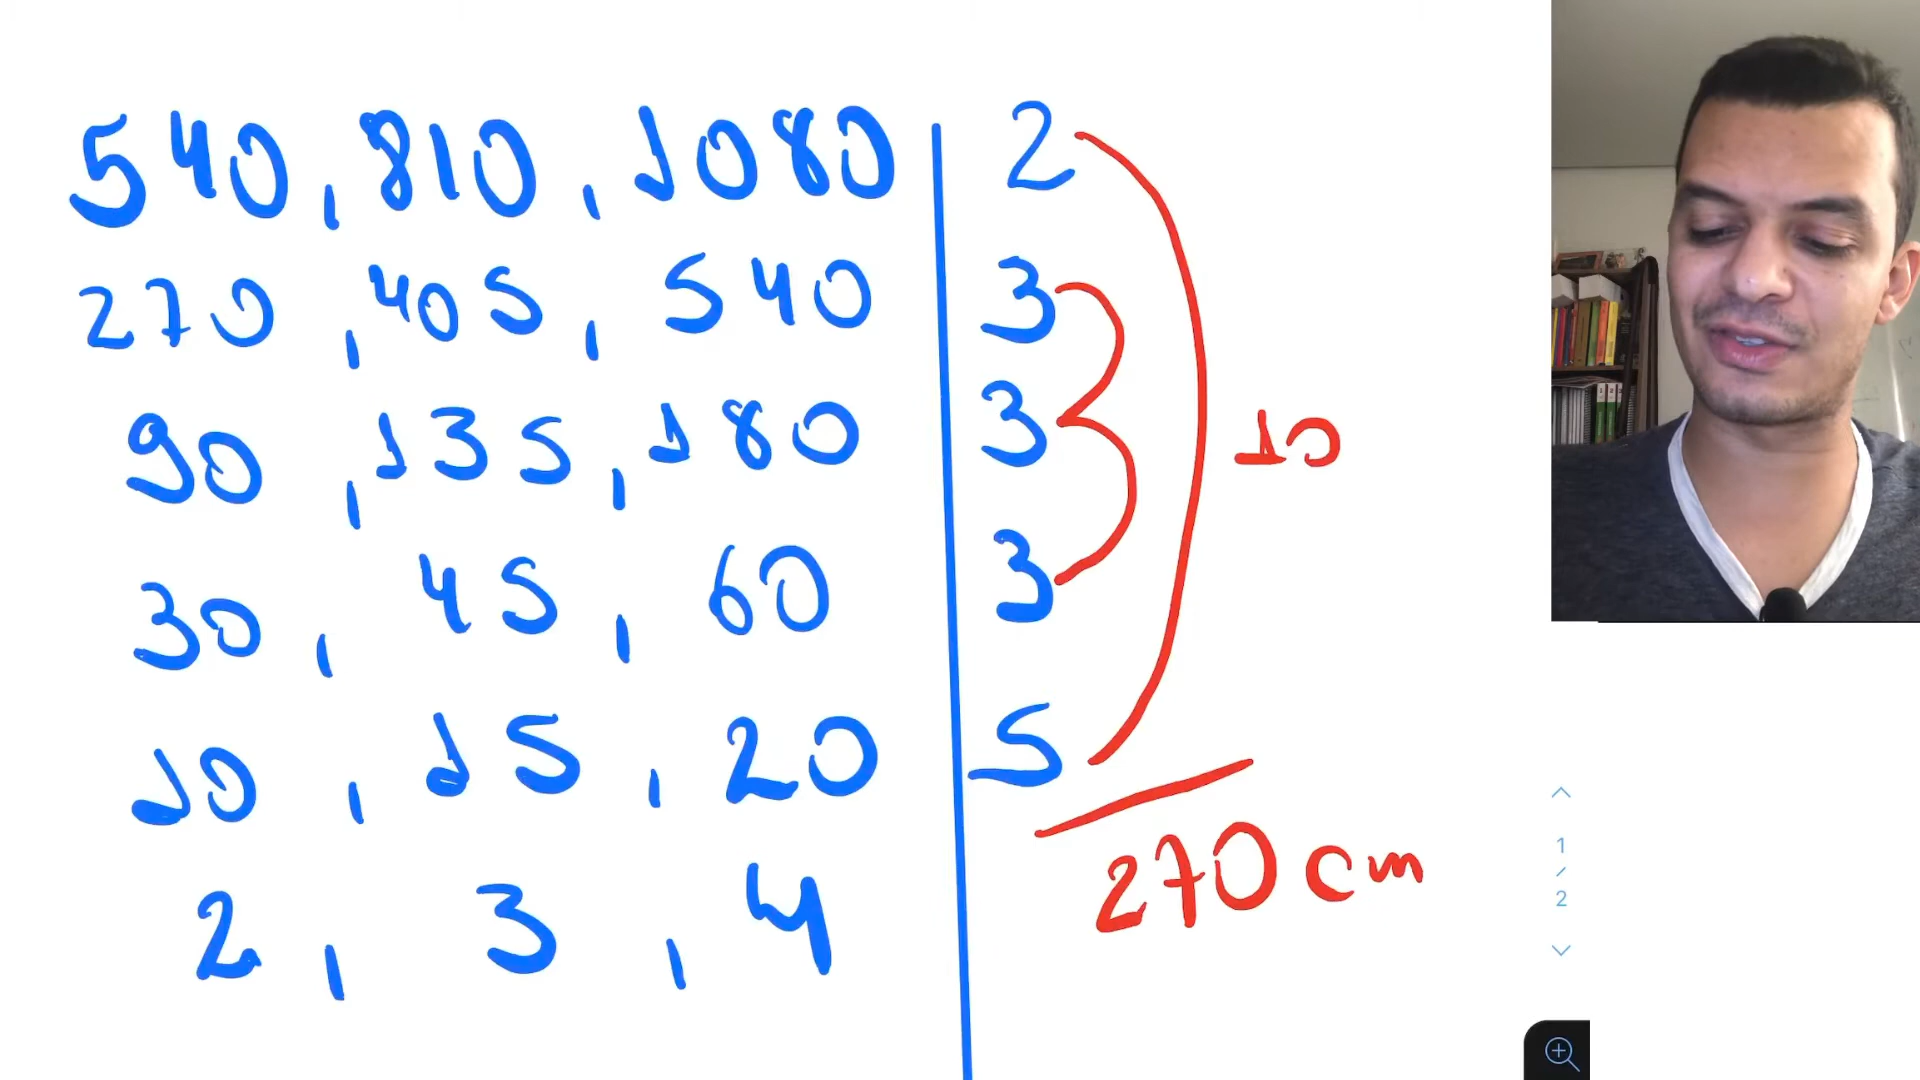 540, 810, 1080 | 2
270, 405, 540 | 3
90, 135, 180 | 3
10
30, 45, 60 | 3
10, 15, 20 | 5
270 cm
2, 3, 4
1
/
2